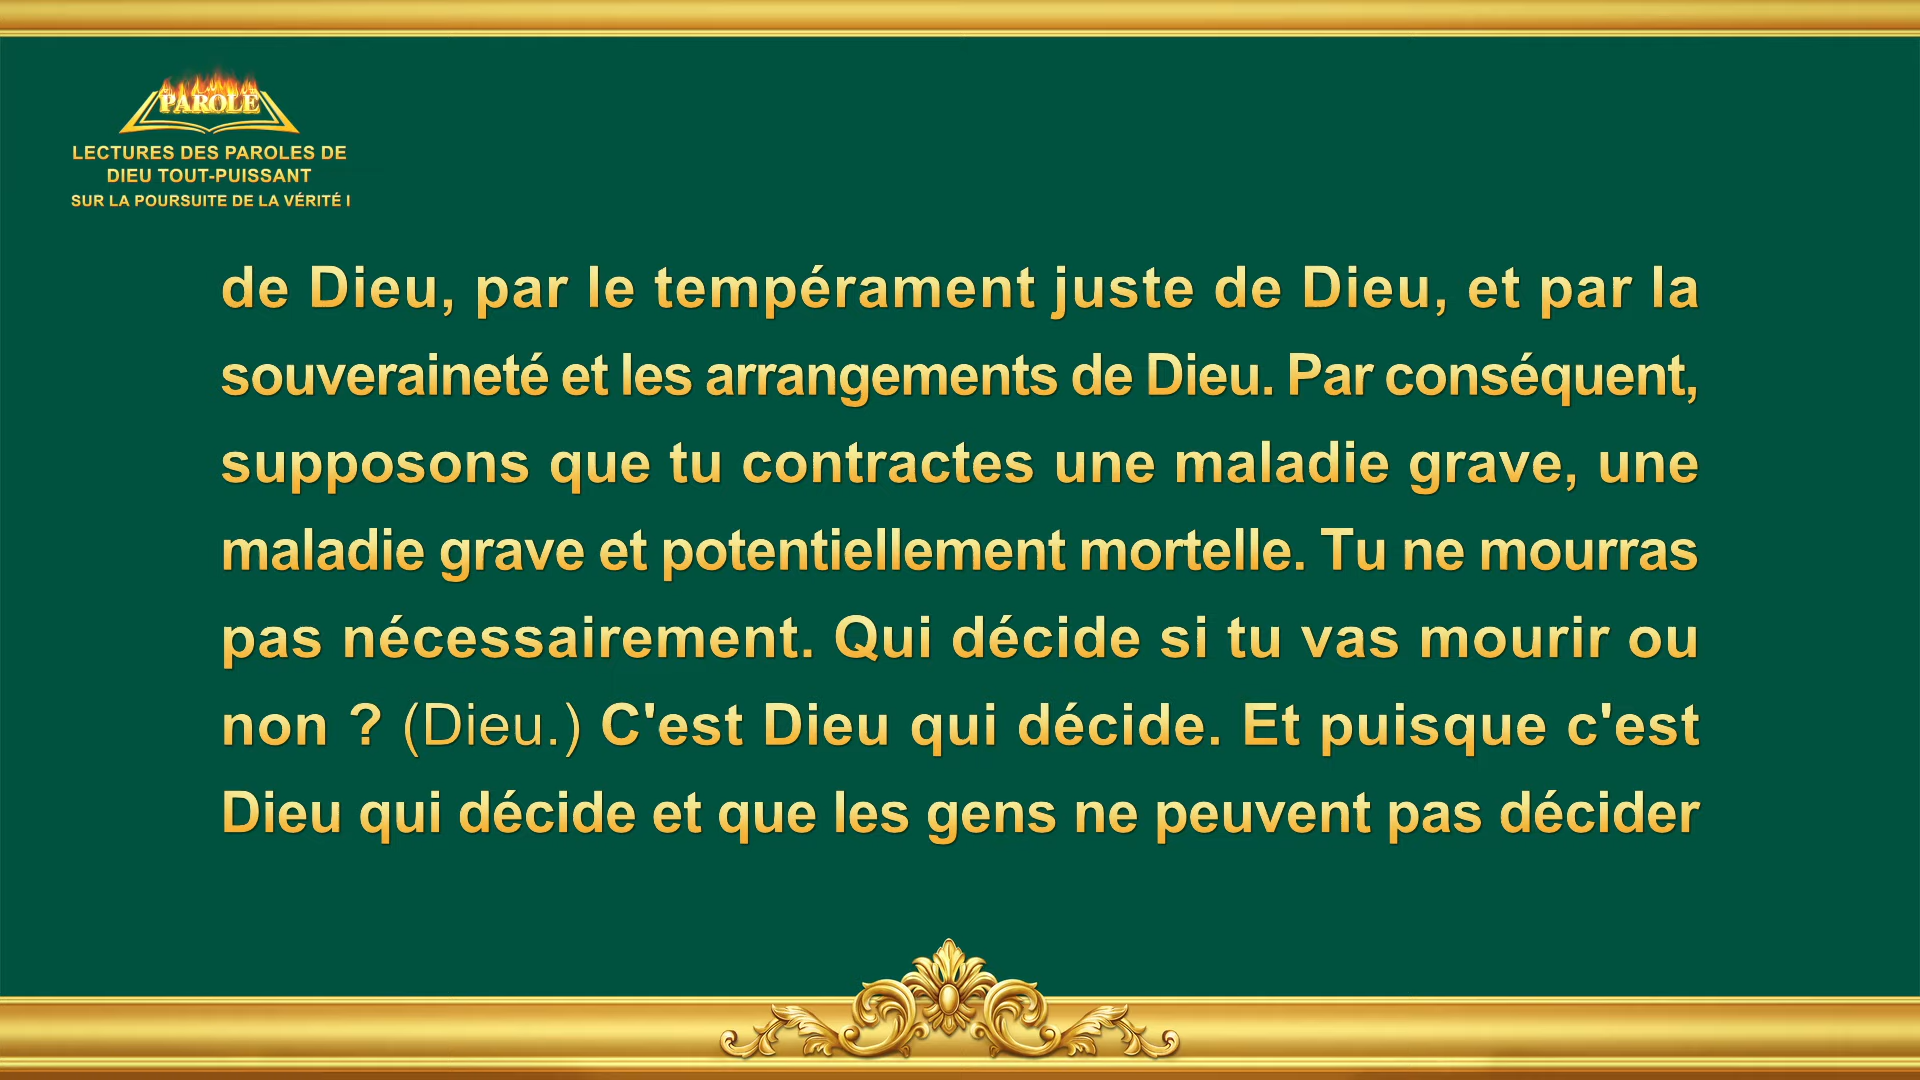 PAROLE
LECTURES DES PAROLES DE
DIEU TOUT-PUISSANT
SUR LA POURSUITE DE LA VÉRITÉ I
de Dieu, par le tempérament juste de Dieu, et par la
souveraineté et les arrangements de Dieu. Par conséquent,
supposons que tu contractes une maladie grave, une
maladie grave et potentiellement mortelle. Tu ne mourras
pas nécessairement. Qui décide si tu vas mourir ou
non ? (Dieu.) C'est Dieu qui décide. Et puisque c'est
Dieu qui décide et que les gens ne peuvent pas décider